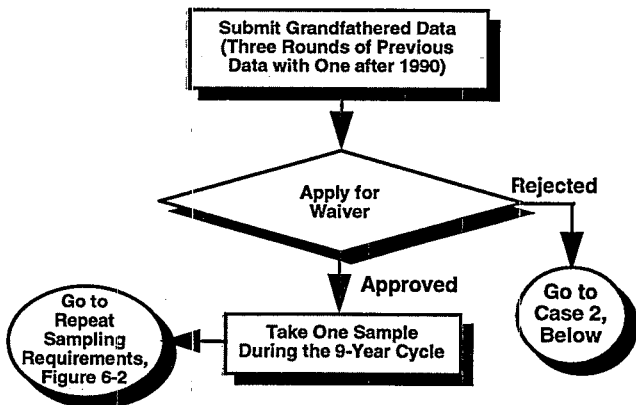 Submit Grandfathered Data
(Three Rounds of Previous
Data with One after 1990)
Apply for
Waiver
Rejected
Approved
Go to
Case 2,
Below
Take One Sample
During the 9-Year Cycle
Go to
Repeat
Sampling
Requirements,
Figure 6-2